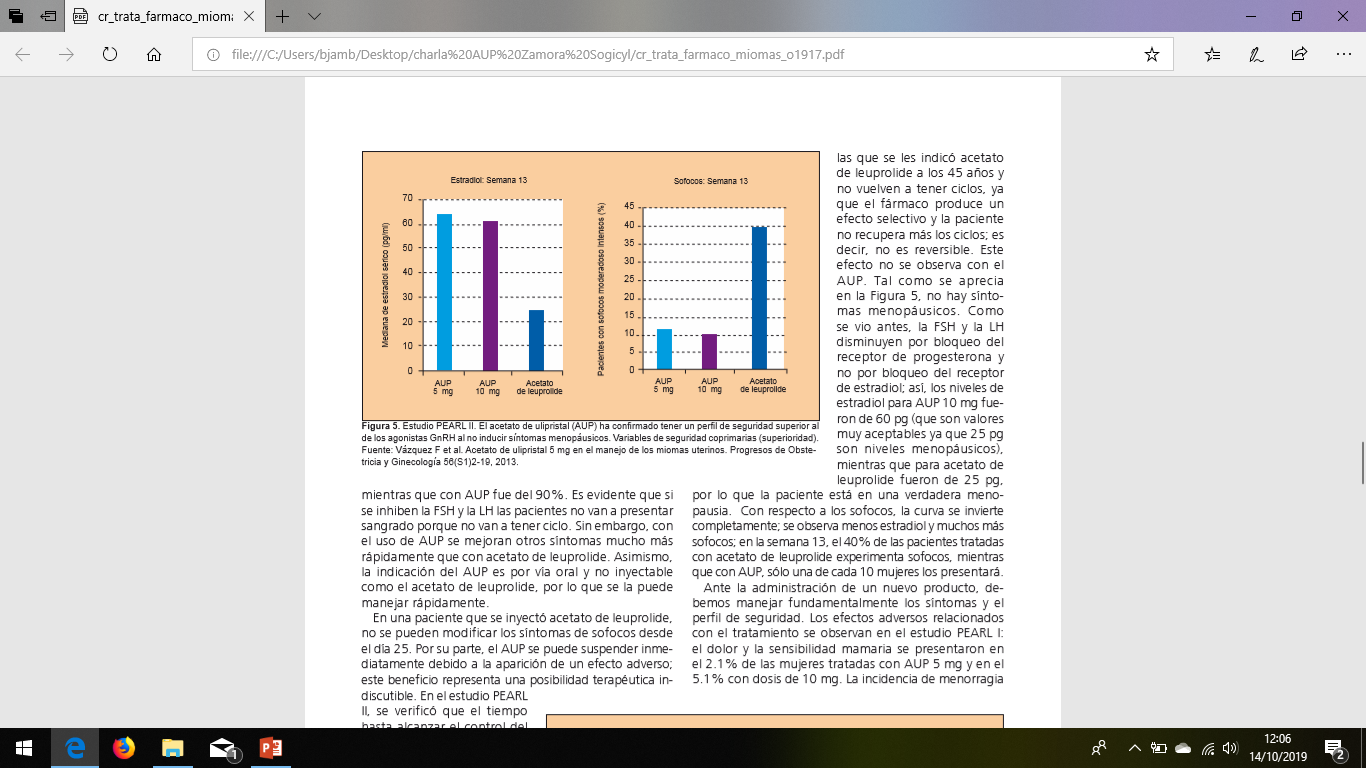 cr_trata_farmaco_mioma
file:///C:/Users/bjamb/Desktop/charla%20AUP%20Zamora%20Sogicyl/cr_trata_farmaco_miomas_o1917.pdf
Estradiol: Semana 13
Mediana de estradiol sérico (pg/ml)
70
60
50
40
30
20
10
0
AUP
5 mg
AUP
10 mg
Acetato
de leuprolide
Sofocos: Semana 13
Pacientes con sofocos moderadoso intensos (%)
45
40
35
30
25
20
15
10
5
0
AUP
5 mg
AUP
10 mg
Acetato
de leuprolide
Figura 5. Estudio PEARL II. El acetato de ulipristal (AUP) ha confirmado tener un perfil de seguridad superior al
de los agonistas GnRH al no inducir síntomas menopáusicos. Variables de seguridad coprimarias (superioridad).
Fuente: Vázquez F et al. Acetato de ulipristal 5 mg en el manejo de los miomas uterinos. Progresos de Obste-
tricia y Ginecología 56(S1)2-19, 2013.
mientras que con AUP fue del 90%. Es evidente que si
se inhiben la FSH y la LH las pacientes no van a presentar
sangrado porque no van a tener ciclo. Sin embargo, con
el uso de AUP se mejoran otros síntomas mucho más
rápidamente que con acetato de leuprolide. Asimismo,
la indicación del AUP es por vía oral y no inyectable
como el acetato de leuprolide, por lo que se la puede
manejar rápidamente.
En una paciente que se inyectó acetato de leuprolide,
no se pueden modificar los síntomas de sofocos desde
el día 25. Por su parte, el AUP se puede suspender inme-
diatamente debido a la aparición de un efecto adverso;
este beneficio representa una posibilidad terapéutica in-
discutible. En el estudio PEARL
II, se verificó que el tiempo
hasta alcanzar el control del
las que se les indicó acetato
de leuprolide a los 45 años y
no vuelven a tener ciclos, ya
que el fármaco produce un
efecto selectivo y la paciente
no recupera más los ciclos; es
decir, no es reversible. Este
efecto no se observa con el
AUP. Tal como se aprecia
en la Figura 5, no hay sínto-
mas menopáusicos. Como
se vio antes, la FSH y la LH
disminuyen por bloqueo del
receptor de progesterona y
no por bloqueo del receptor
de estradiol; así, los niveles de
estradiol para AUP 10 mg fue-
ron de 60 pg (que son valores
muy aceptables ya que 25 pg
son niveles menopáusicos),
mientras que para acetato de
leuprolide fueron de 25 pg,
por lo que la paciente está en una verdadera meno-
pausia. Con respecto a los sofocos, la curva se invierte
completamente; se observa menos estradiol y muchos más
sofocos; en la semana 13, el 40% de las pacientes tratadas
con acetato de leuprolide experimenta sofocos, mientras
que con AUP, sólo una de cada 10 mujeres los presentará.
Ante la administración de un nuevo producto, de-
bemos manejar fundamentalmente los síntomas y el
perfil de seguridad. Los efectos adversos relacionados
con el tratamiento se observan en el estudio PEARL I:
el dolor y la sensibilidad mamaria se presentaron en
el 2.1% de las mujeres tratadas con AUP 5 mg y en el
5.1% con dosis de 10 mg. La incidencia de menorragia
1
12:06
14/10/2019
2